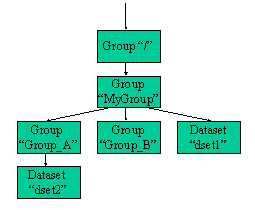 Group “/”
Group
“MyGroup”
Group
“Group_A”
Group
“Group_B”
Dataset
“dset1”
Dataset
“dset2”